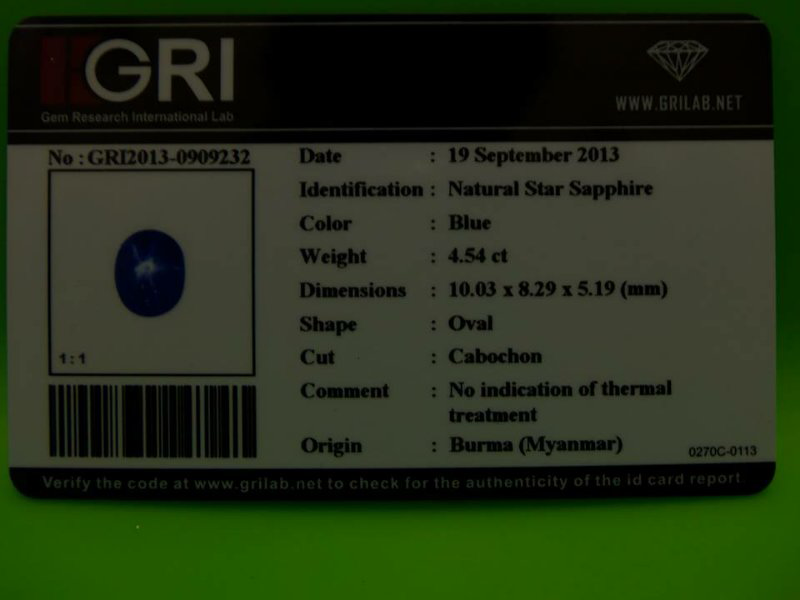 GRI
Gem Research International Lab
WWW.GRILAB.NET
No : GRI2013-0909232
1:1
Date : 19 September 2013
Identification : Natural Star Sapphire
Color : Blue
Weight : 4.54 ct
Dimensions : 10.03 x 8.29 x 5.19 (mm)
Shape : Oval
Cut : Cabochon
Comment : No indication of thermal
treatment
Origin : Burma (Myanmar)
0270C-0113
Verify the code at www.grilab.net to check for the authenticity of the id card report.